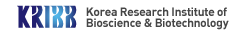 KRIBB Korea Research Institute of
Bioscience & Biotechnology